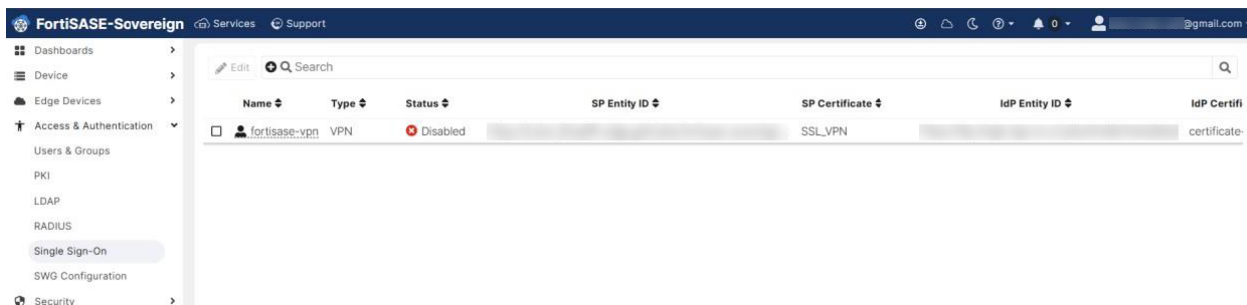 FortiSASE-Sovereign Services Support 0 @gmail.com
Dashboards
Device
Edge Devices
Access & Authentication
Users & Groups
PKI
LDAP
RADIUS
Single Sign-On
SWG Configuration
Security
Edit Search
Name Type Status SP Entity ID SP Certificate IdP Entity ID IdP Certifi
fortisase-vpn VPN Disabled SSL_VPN certificate-